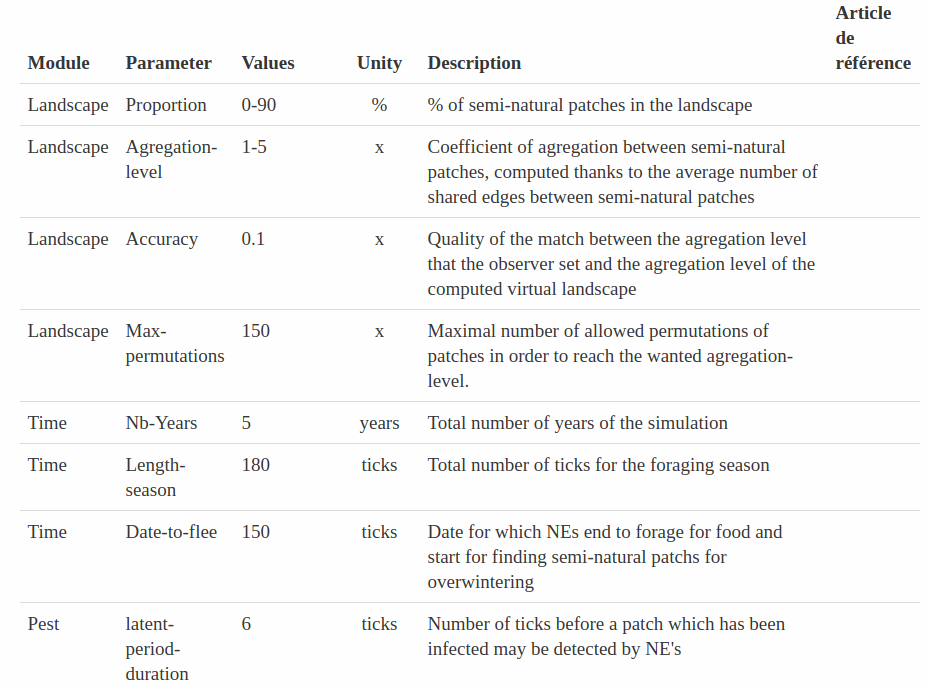 Article
de
Module Parameter Values Unity Description référence
Landscape Proportion 0-90 % % of semi-natural patches in the landscape
Landscape Agregation- 1-5 x Coefficient of agregation between semi-natural
level patches, computed thanks to the average number of
shared edges between semi-natural patches
Landscape Accuracy 0.1 x Quality of the match between the agregation level
that the observer set and the agregation level of the
computed virtual landscape
Landscape Max- 150 x Maximal number of allowed permutations of
permutations patches in order to reach the wanted agregation-
level.
Time Nb-Years 5 years Total number of years of the simulation
Time Length- 180 ticks Total number of ticks for the foraging season
season
Time Date-to-flee 150 ticks Date for which NEs end to forage for food and
start for finding semi-natural patchs for
overwintering
Pest latent- 6 ticks Number of ticks before a patch which has been
period- infected may be detected by NE's
duration